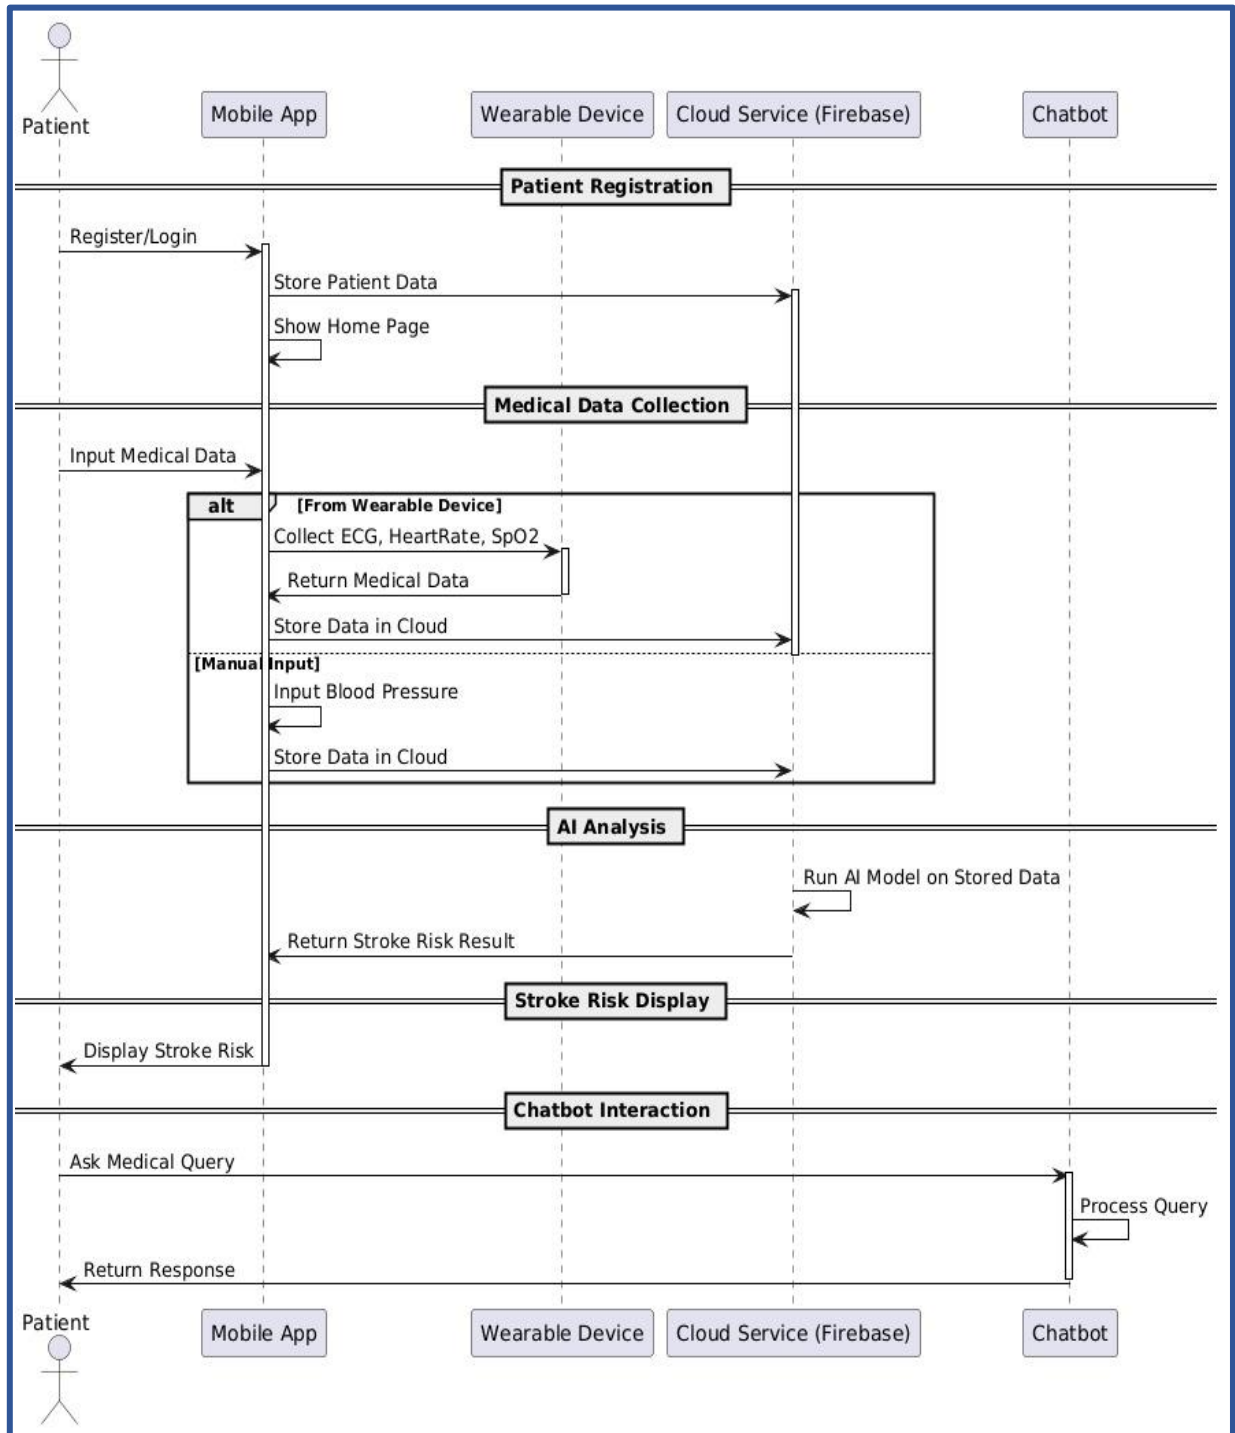 Patient
Mobile App
Wearable Device
Cloud Service (Firebase)
Chatbot
Patient Registration
Register/Login
Store Patient Data
Show Home Page
Medical Data Collection
Input Medical Data
alt
[From Wearable Device]
Collect ECG, HeartRate, SpO2
Return Medical Data
Store Data in Cloud
[Manual Input]
Input Blood Pressure
Store Data in Cloud
AI Analysis
Run AI Model on Stored Data
Return Stroke Risk Result
Stroke Risk Display
Display Stroke Risk
Chatbot Interaction
Ask Medical Query
Process Query
Return Response
Patient
Mobile App
Wearable Device
Cloud Service (Firebase)
Chatbot